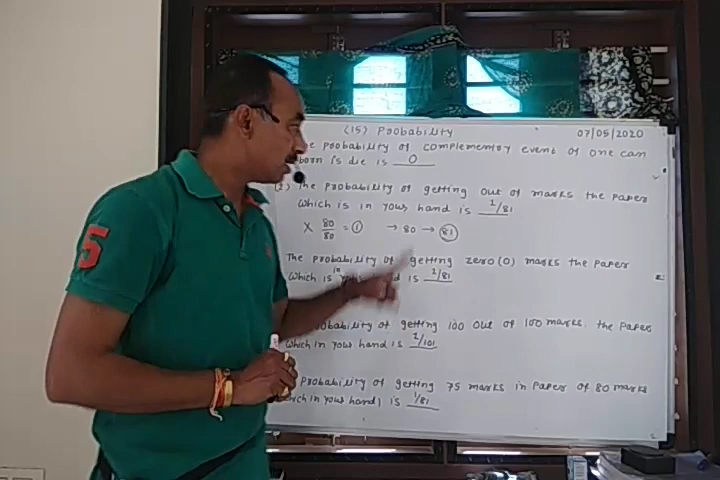 (15) Probability 07/05/2020
he probability of complementry event of one can
born is die is 0
(2) The probability of getting out of marks the paper
which is in your hand is 1/81
X 80/80 = 1 → 80 → 81
The probability of getting zero (0) marks the paper
which is in your hand is 1/81
obability of getting 100 out of 100 marks. the paper
which in your hand is 1/101
probability of getting 75 marks in paper of 80 marks
which in your hand) is 1/81
5